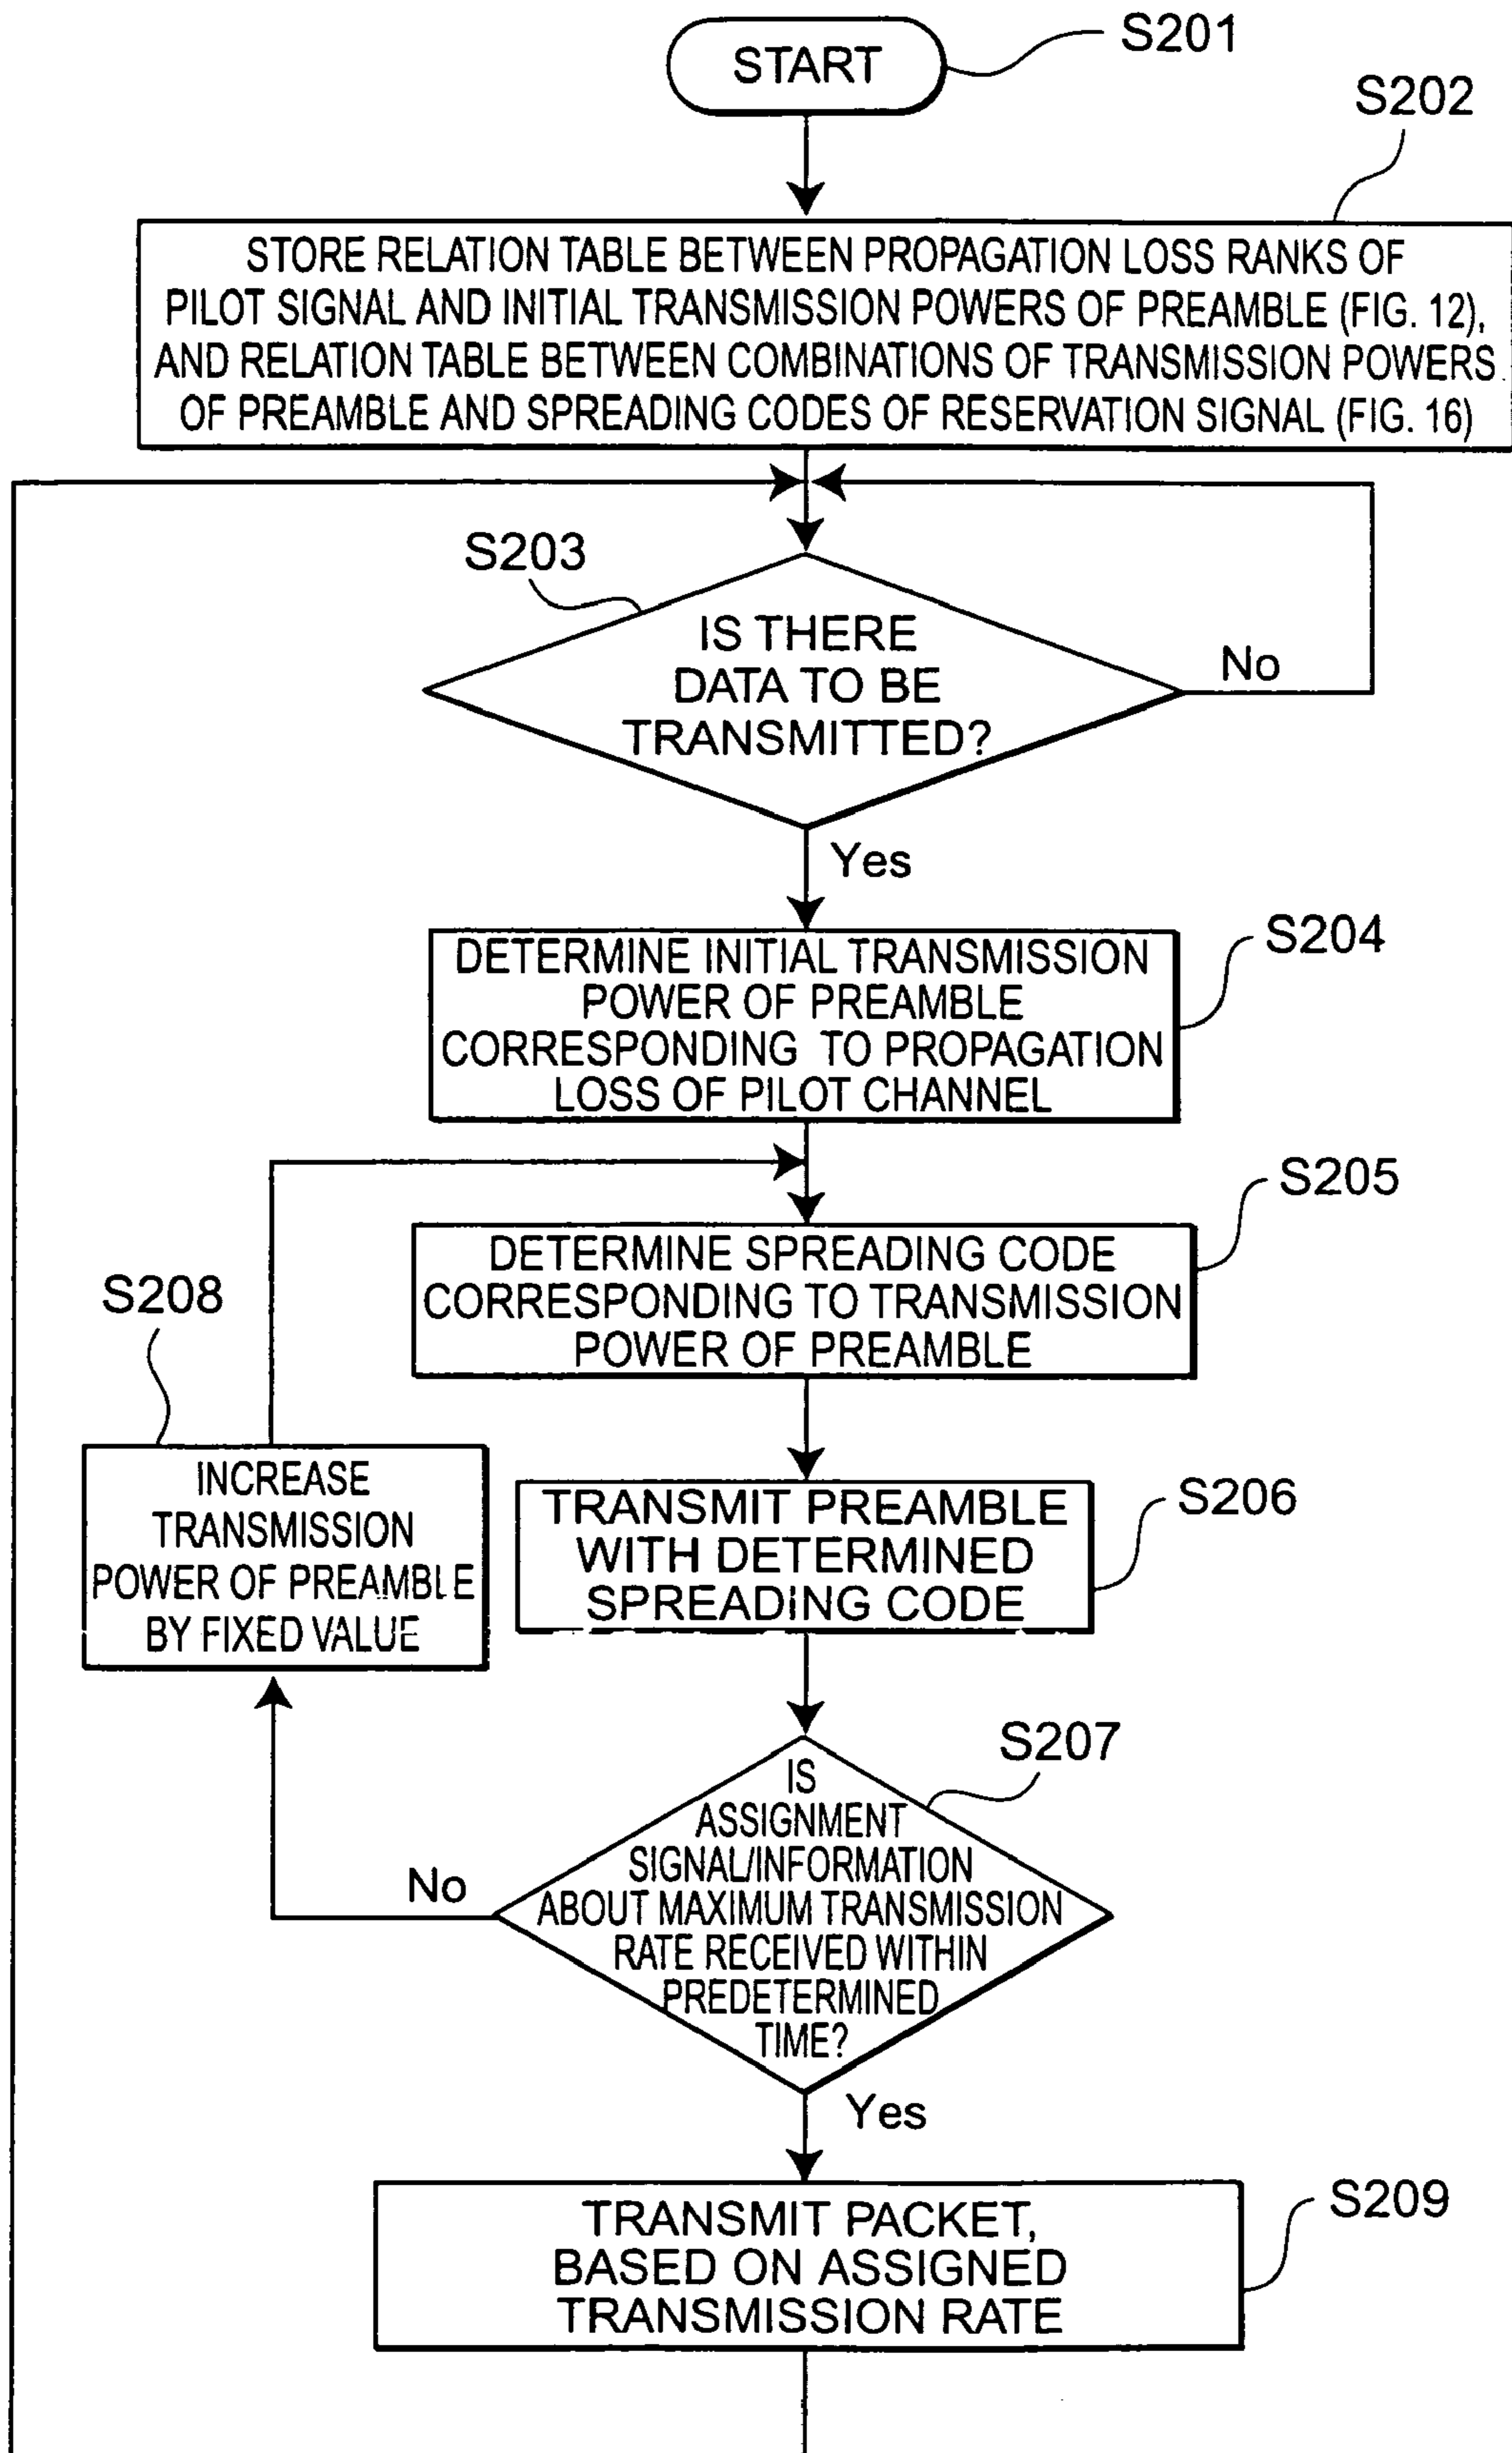 START
S201
S202
STORE RELATION TABLE BETWEEN PROPAGATION LOSS RANKS OF
PILOT SIGNAL AND INITIAL TRANSMISSION POWERS OF PREAMBLE (FIG. 12),
AND RELATION TABLE BETWEEN COMBINATIONS OF TRANSMISSION POWERS
OF PREAMBLE AND SPREADING CODES OF RESERVATION SIGNAL (FIG. 16)
S203
IS THERE
DATA TO BE
TRANSMITTED?
No
Yes
S204
DETERMINE INITIAL TRANSMISSION
POWER OF PREAMBLE
CORRESPONDING TO PROPAGATION
LOSS OF PILOT CHANNEL
S205
DETERMINE SPREADING CODE
CORRESPONDING TO TRANSMISSION
POWER OF PREAMBLE
S208
INCREASE
TRANSMISSION
POWER OF PREAMBLE
BY FIXED VALUE
S206
TRANSMIT PREAMBLE
WITH DETERMINED
SPREADING CODE
S207
IS
ASSIGNMENT
SIGNAL/INFORMATION
ABOUT MAXIMUM TRANSMISSION
RATE RECEIVED WITHIN
PREDETERMINED
TIME?
No
Yes
S209
TRANSMIT PACKET,
BASED ON ASSIGNED
TRANSMISSION RATE